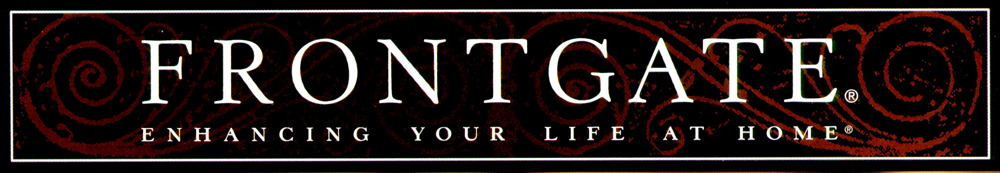 FRONTGATE®
ENHANCING YOUR LIFE AT HOME®